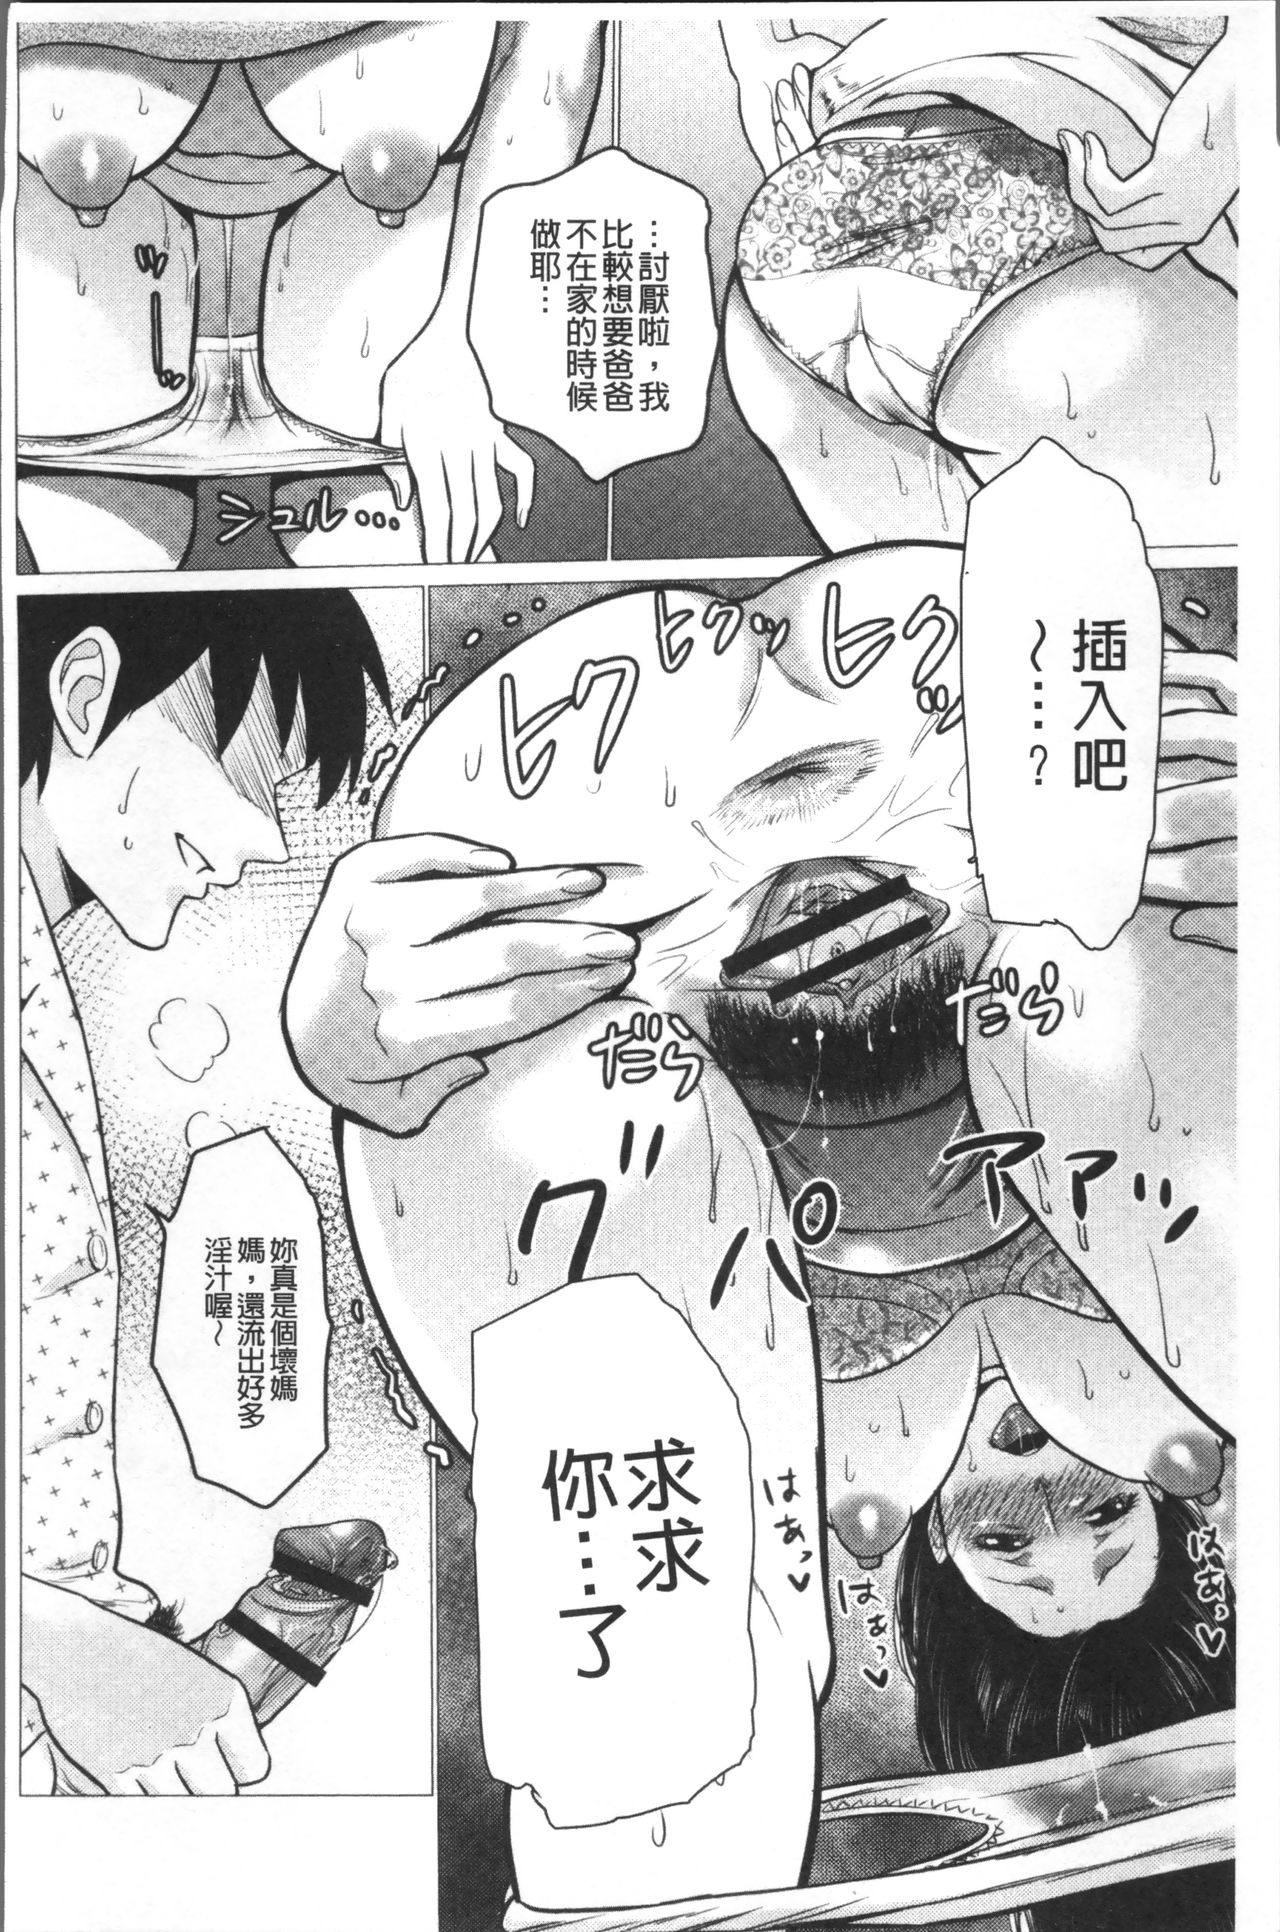 …討厭啦，我
比較想要爸爸
不在家的時候
做耶…
シュル…
插入吧
～…？
ヒクッ
ヒクッ
ヒクッ
だら
だら
グパアアッ
妳真是個壞媽
媽，還流出好多
淫汁喔～
求求
你…了
はぁっ♥
はぁっ♥
はぁっ♥